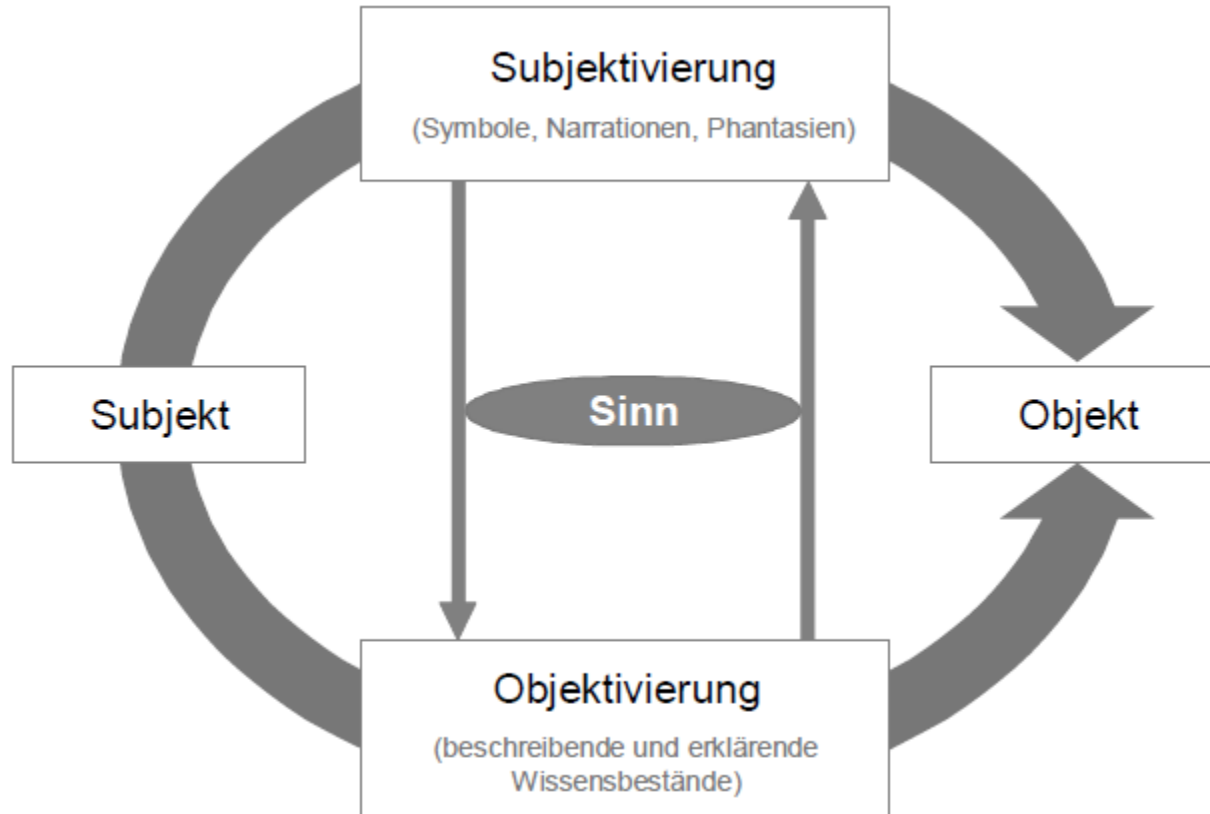 Subjektivierung
(Symbole, Narrationen, Phantasien)
Subjekt
Sinn
Objekt
Objektivierung
(beschreibende und erklärende
Wissensbestände)